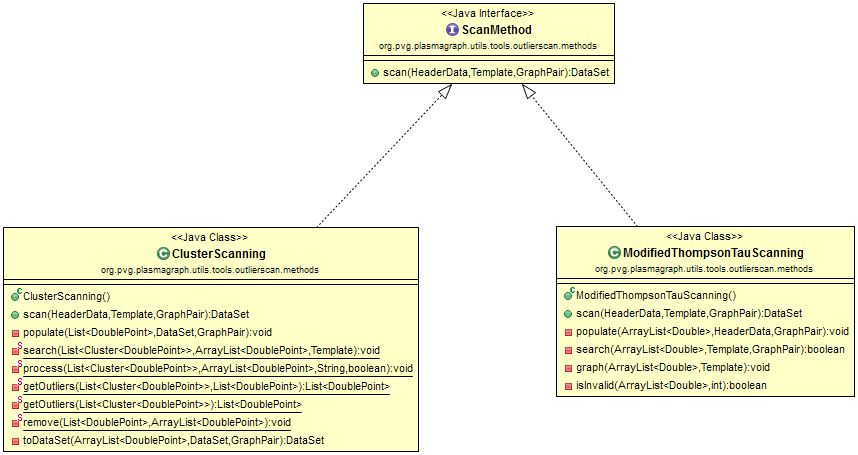 <<Java Interface>>
I ScanMethod
org.pvg.plasmagraph.utils.tools.outlierscan.methods
scan(HeaderData,Template,GraphPair):DataSet
<<Java Class>>
C ClusterScanning
org.pvg.plasmagraph.utils.tools.outlierscan.methods
C ClusterScanning()
scan(HeaderData,Template,GraphPair):DataSet
populate(List<DoublePoint>,DataSet,GraphPair):void
S search(List<Cluster<DoublePoint>>,ArrayList<DoublePoint>,Template):void
S process(List<Cluster<DoublePoint>>,ArrayList<DoublePoint>,String,boolean):void
S getOutliers(List<Cluster<DoublePoint>>,List<DoublePoint>):List<DoublePoint>
S getOutliers(List<Cluster<DoublePoint>>):List<DoublePoint>
S remove(List<DoublePoint>,ArrayList<DoublePoint>):void
toDataSet(ArrayList<DoublePoint>,DataSet,GraphPair):DataSet
<<Java Class>>
C ModifiedThompsonTauScanning
org.pvg.plasmagraph.utils.tools.outlierscan.methods
C ModifiedThompsonTauScanning()
scan(HeaderData,Template,GraphPair):DataSet
populate(ArrayList<Double>,HeaderData,GraphPair):void
search(ArrayList<Double>,Template,GraphPair):boolean
graph(ArrayList<Double>,Template):void
isInvalid(ArrayList<Double>,int):boolean